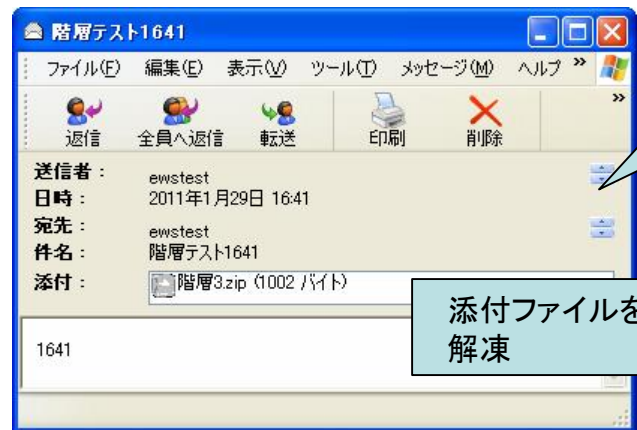 階層テスト1641
ファイル(F) 編集(E) 表示(V) ツール(T) メッセージ(M) ヘルプ »
返信 全員へ返信 転送 印刷 削除 »
送信者： ewstest
日時： 2011年1月29日 16:41
宛先： ewstest
件名： 階層テスト1641
添付： 階層3.zip (1002 バイト)
添付ファイルを
解凍
1641